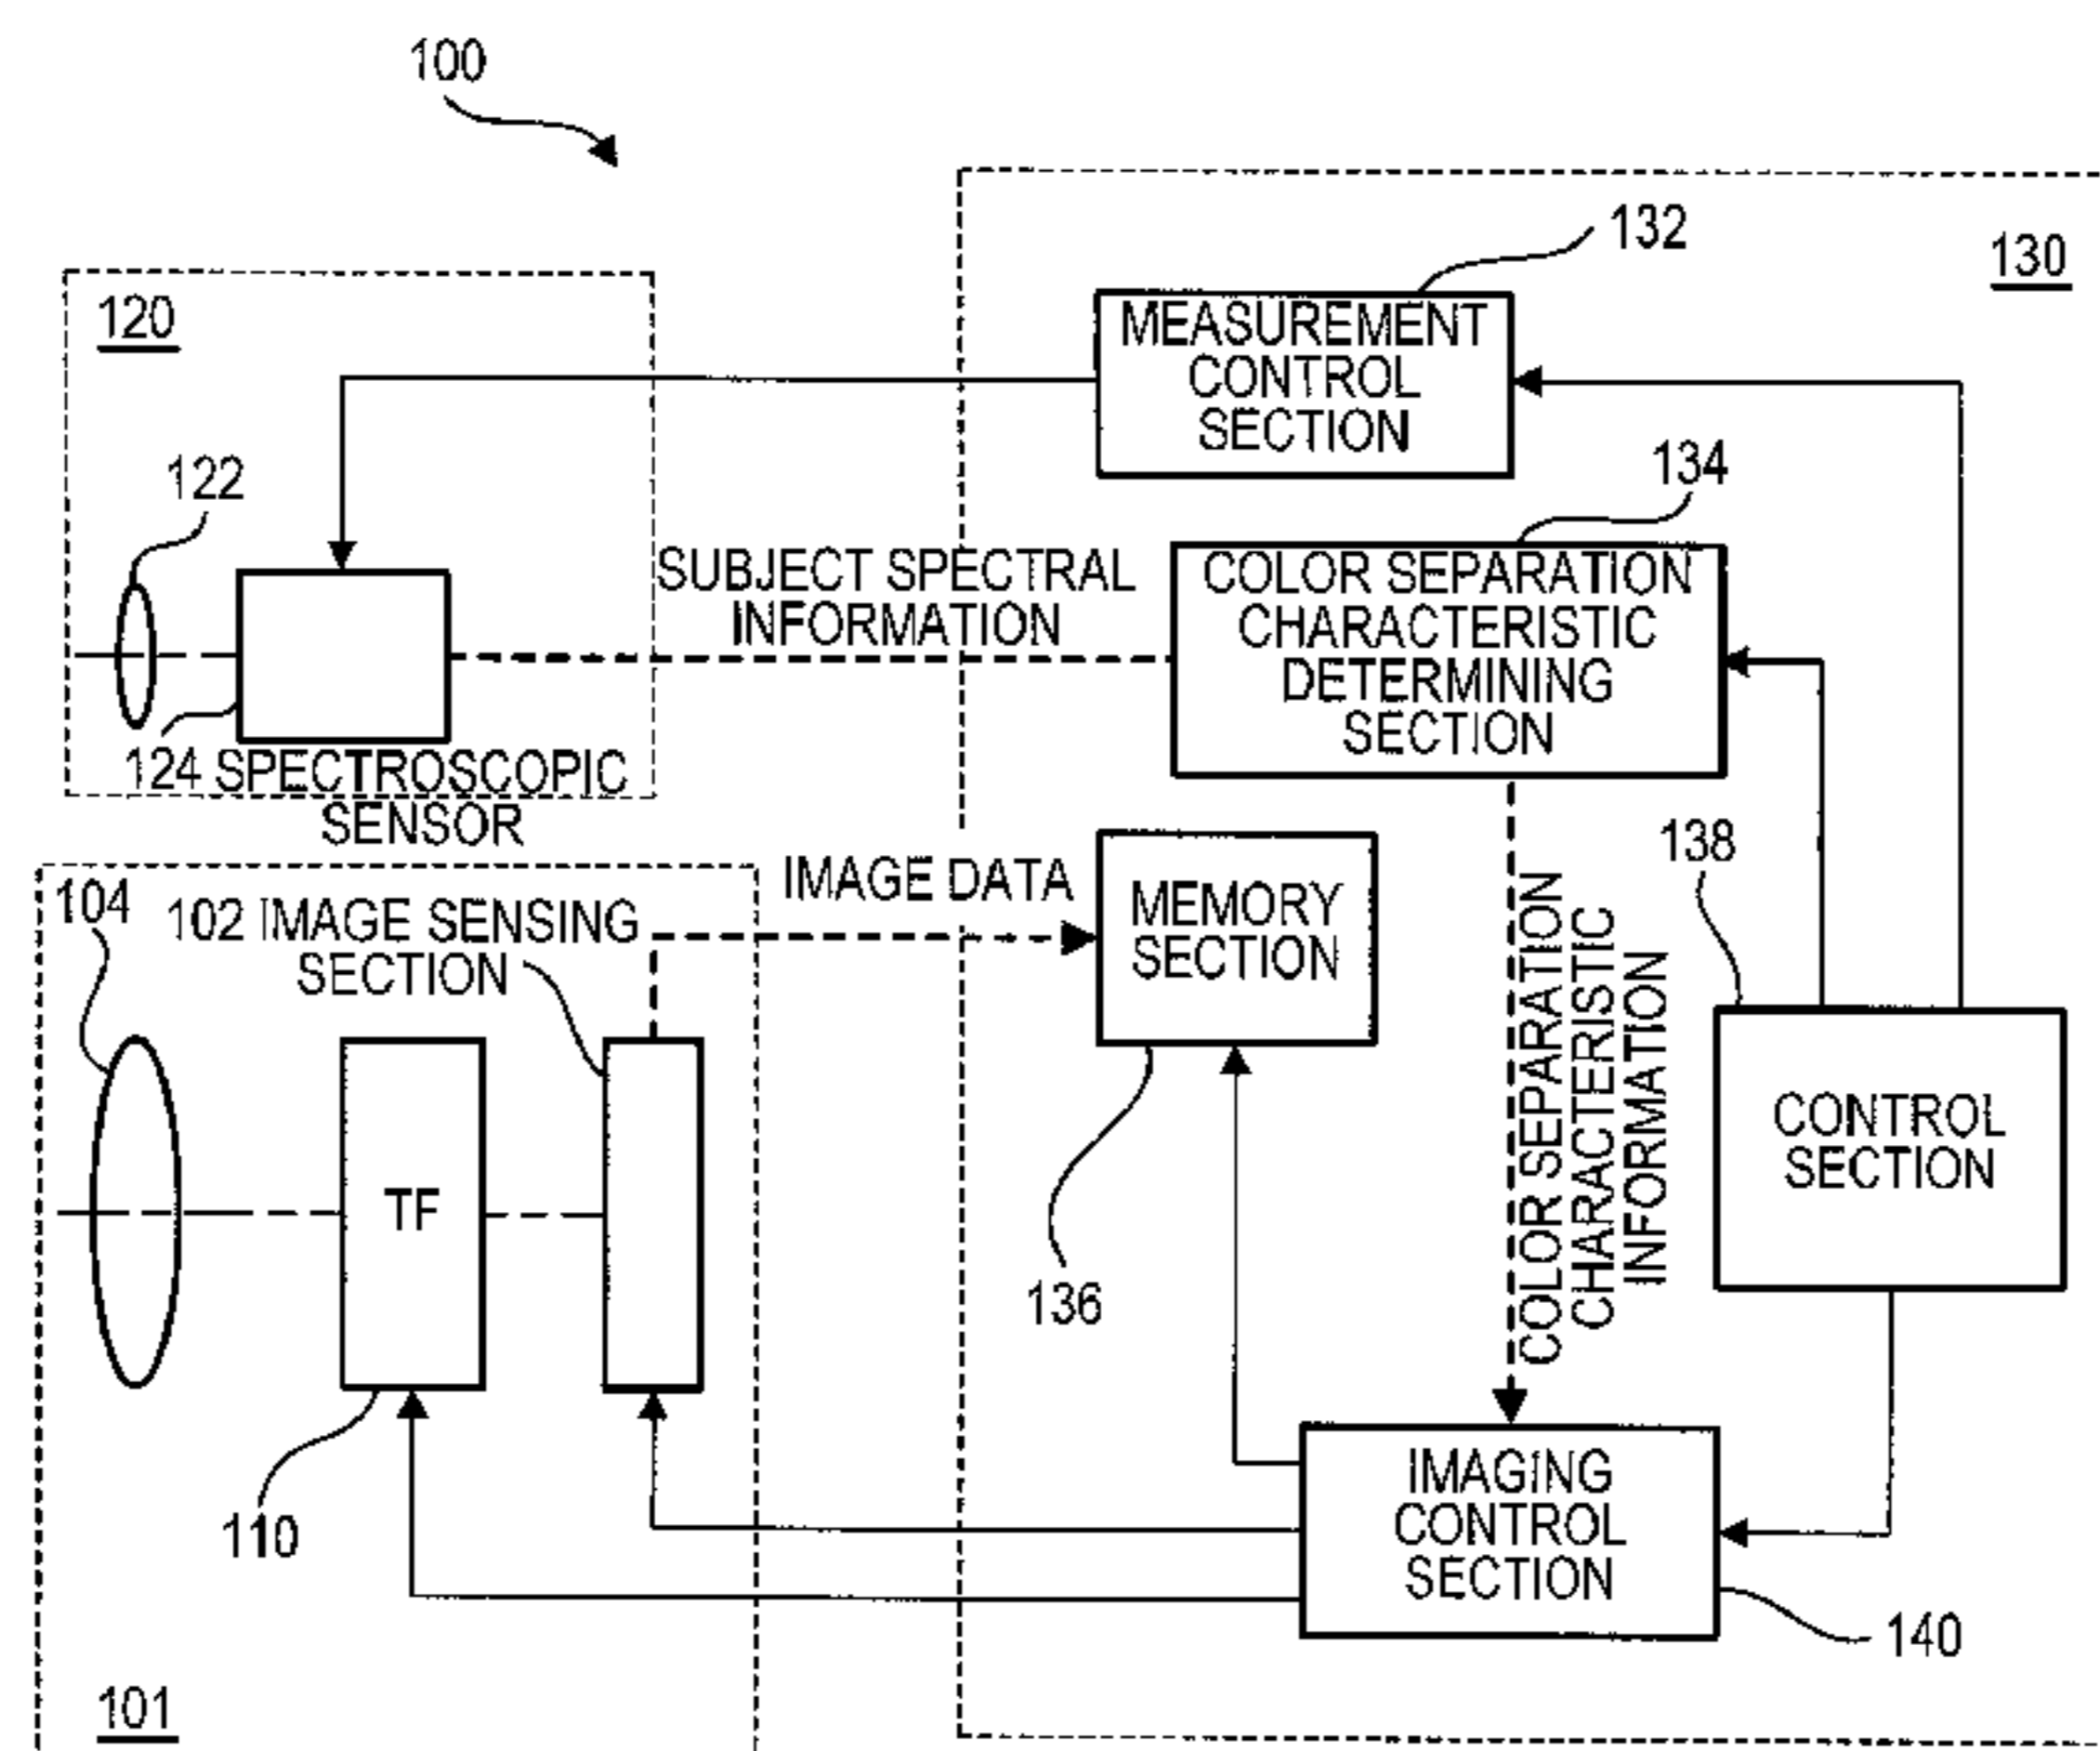 100
132
130
120
MEASUREMENT
CONTROL
SECTION
122
134
SUBJECT SPECTRAL
INFORMATION
COLOR SEPARATION
CHARACTERISTIC
DETERMINING
SECTION
124 SPECTROSCOPIC
SENSOR
138
104
102 IMAGE SENSING
SECTION
IMAGE DATA
MEMORY
SECTION
COLOR SEPARATION
CHARACTERISTIC
INFORMATION
CONTROL
SECTION
TF
136
110
IMAGING
CONTROL
SECTION
140
101